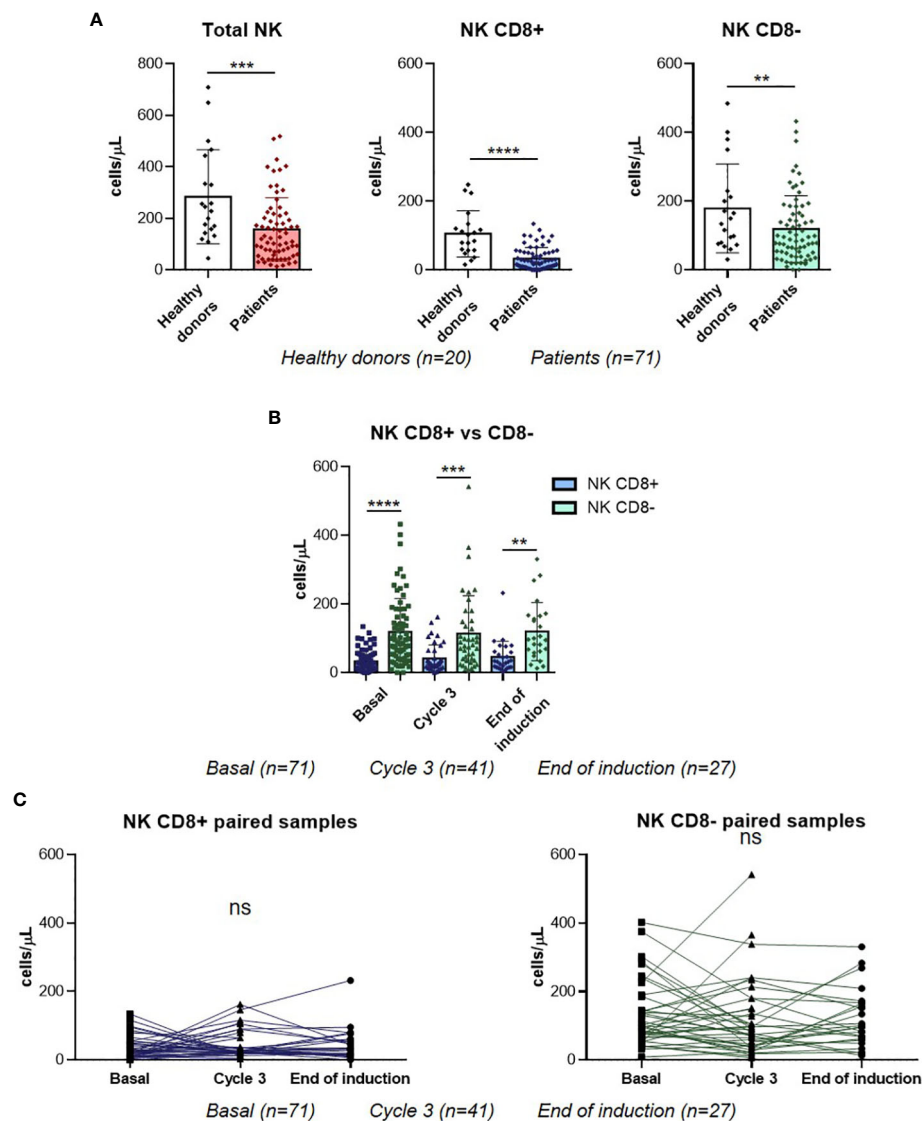 A
Total NK
NK CD8+
NK CD8-
800
600
400
200
0
cells/μL
***
Healthy
donors
Patients
600
400
200
0
cells/μL
****
Healthy
donors
Patients
600
400
200
0
cells/μL
**
Healthy
donors
Patients
Healthy donors (n=20) Patients (n=71)
B
NK CD8+ vs CD8-
600
400
200
0
cells/μL
****
***
**
NK CD8+
NK CD8-
Basal
Cycle 3
End of
induction
Basal (n=71) Cycle 3 (n=41) End of induction (n=27)
C
NK CD8+ paired samples
600
400
200
0
cells/μL
ns
Basal Cycle 3 End of induction
NK CD8- paired samples
ns
600
400
200
0
cells/μL
Basal Cycle 3 End of induction
Basal (n=71) Cycle 3 (n=41) End of induction (n=27)